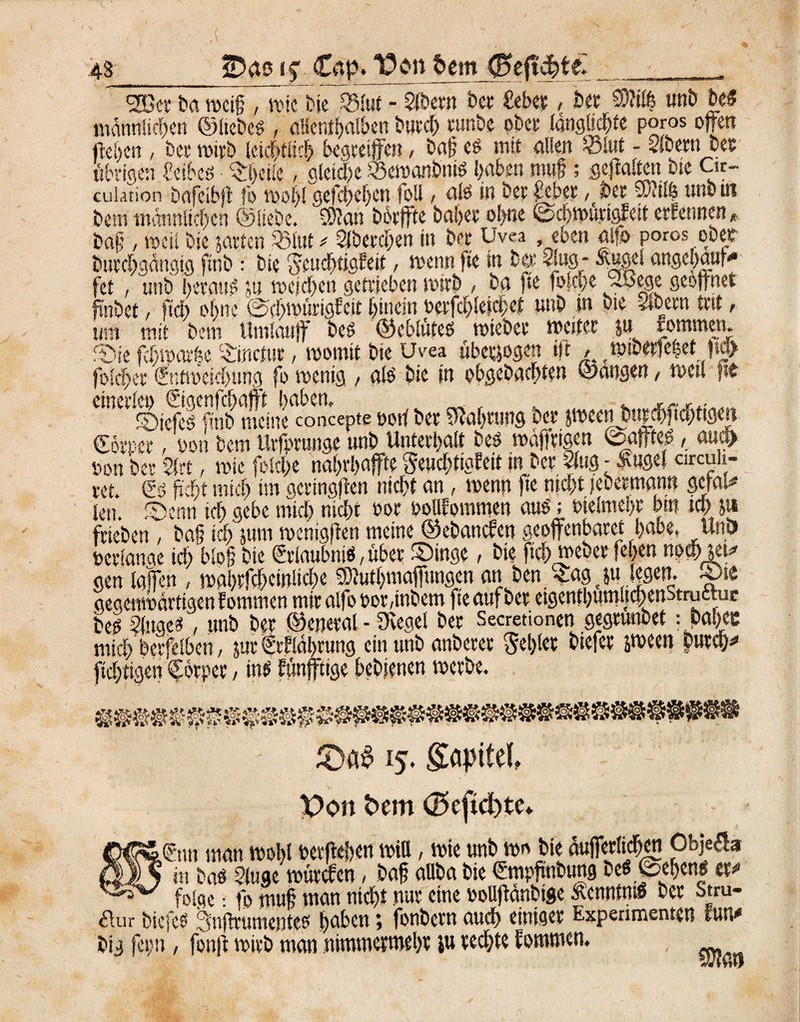 48 Das 15 Cap. Von dem Gesichte.
Wer da weiß, wie die Blut-Adern der Leber, der Miltz und des
männlichen Gliedes, allenthalben durch runde oder länglichte poros offen
stehen, der wird leichtlich begreiffen, daß es mit allen Blut-Adern der
übrigen Leibes-Theile, gleiche Bewandnis haben muß; gestalten die Cir-
culation daselbst so wohl geschehen soll, als in der Leber, der Miltz und in
dem männlichen Gliede. Man dörffte daher ohne Schwürigkeit erkennen,
daß, weil die zarten Blut-Aderchen in der Uvea, eben also poros oder
durchgängig sind: die Feuchtigkeit, wenn sie in der Aug-Kugel angehäuf-
fet, und heraus zu weichen getrieben wird, da sie solche Wege geöffnet
findet, sich ohne Schwürigkeit hinein verschleichet und in die Adern tritt,
um mit dem Umlauff des Geblütes wieder weiter zu kommen.
Die schwartze Tinctur, womit die Uvea überzogen ist, widersetzet sich
solcher Entweichung so wenig, als die in obgedachten Gängen, weil sie
einerley Eigenschafft haben.
Dieses sind meine concepte von der Nahrung der zween durchsichtigen
Cörper, von dem Ursprunge und Unterhalt des wäßrigen Safftes, auch
von der Art, wie solche nahrhaffte Feuchtigkeit in der Aug-Kugel circuli-
ret. Es ficht mich im geringsten nicht an, wenn sie nicht jedermann gefal-
len. Denn ich gebe mich nicht vor vollkommen aus; vielmehr bin ich zu
frieden, daß ich zum wenigsten meine Gedancken geoffenbaret habe. Und
verlange ich bloß die Erlaubnis, über Dinge, die sich weder sehen noch zei-
gen lassen, wahrscheinliche Muthmassungen an den Tag zu legen. Die
gegenwärtigen kommen mir also vor, indem sie auf der eigenthümlichen Structur
des Auges, und der General-Regel der Secretionen gegründet: daher
mich derselben, zur Erklährung ein und anderer Fehler dieser zween durch-
sichtigen Cörper, ins künfftige bedienen werde.
Das 15. Capitel.
Von dem Gesichte.
WEnn man wohl verstehen will, wie und wo die äusserlichen Objecta
in das Auge würcken, daß allda die Empfindung des Sehens er-
folge: so muß man nicht nur eine vollständige Kenntnis der Stru-
ctur dieses Instrumentes haben; sondern auch einiger Experimenten kun-
dig seyn, sonst wird man nimmermehr zu rechte kommen.
Man